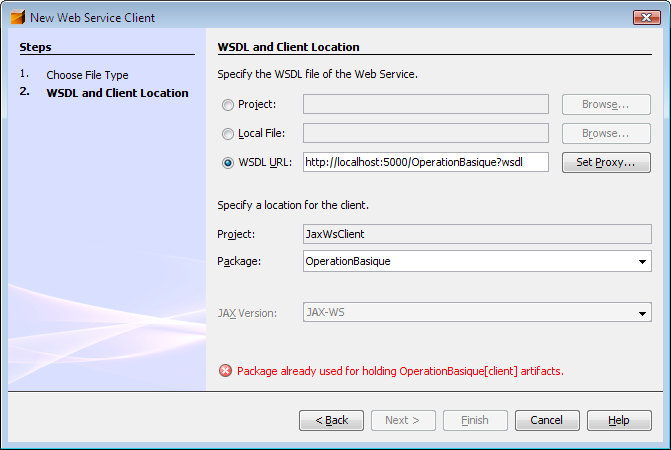 New Web Service Client
Steps
1. Choose File Type
2. WSDL and Client Location
WSDL and Client Location
Specify the WSDL file of the Web Service.
Project:
Browse...
Local File:
Browse...
WSDL URL: http://localhost:5000/OperationBasique?wsdl
Set Proxy...
Specify a location for the client.
Project: JaxWsClient
Package: OperationBasique
JAX Version: JAX-WS
Package already used for holding OperationBasique[client] artifacts.
< Back Next > Finish Cancel Help